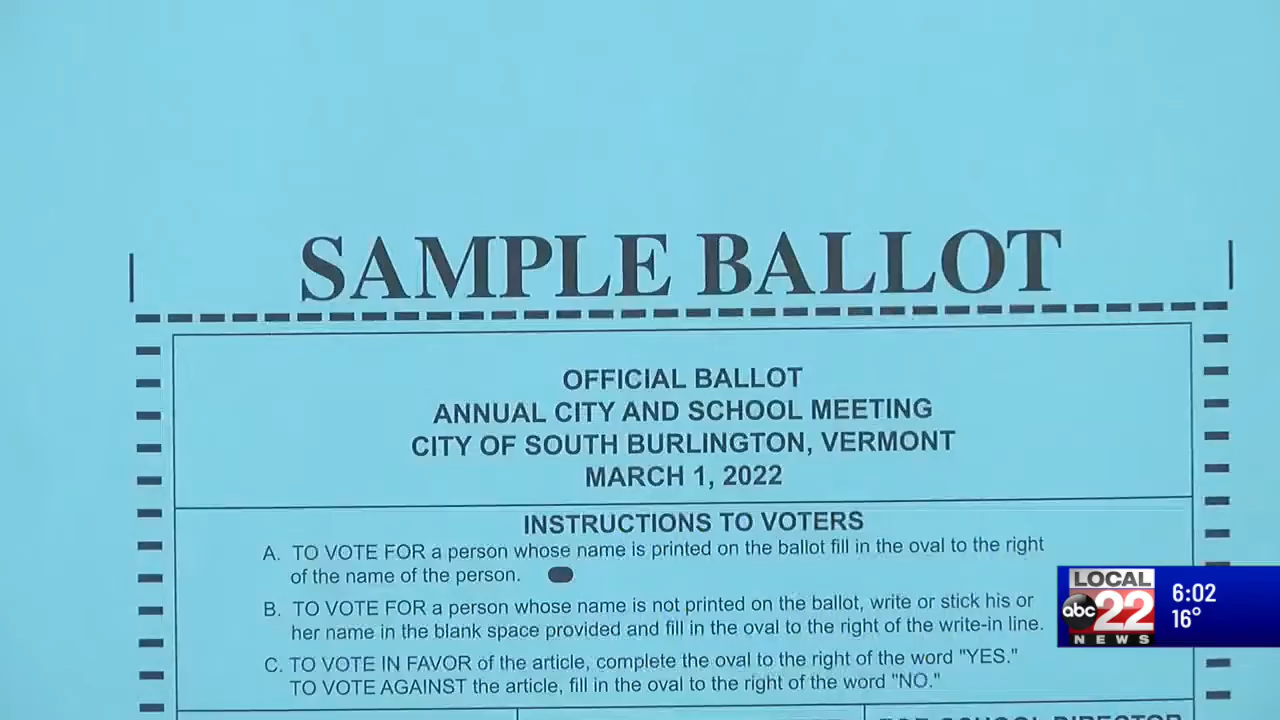 SAMPLE BALLOT
OFFICIAL BALLOT
ANNUAL CITY AND SCHOOL MEETING
CITY OF SOUTH BURLINGTON, VERMONT
MARCH 1, 2022
INSTRUCTIONS TO VOTERS
A. TO VOTE FOR a person whose name is printed on the ballot fill in the oval to the right
of the name of the person.
B. TO VOTE FOR a person whose name is not printed on the ballot, write or stick his or
her name in the blank space provided and fill in the oval to the right of the write-in line.
C. TO VOTE IN FAVOR of the article, complete the oval to the right of the word "YES."
TO VOTE AGAINST the article, fill in the oval to the right of the word "NO."
FOR SCHOOL DIRECTOR
LOCAL
abc 22
NEWS
6:02
16°